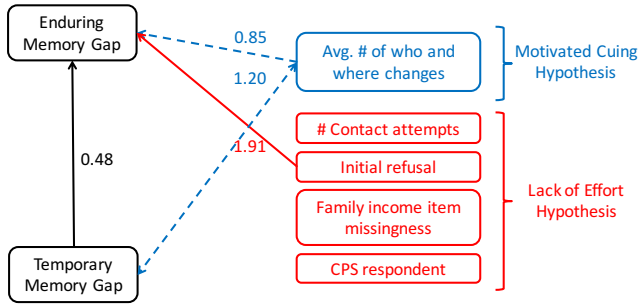 Enduring
Memory Gap
0.85
1.20
1.91
0.48
Temporary
Memory Gap
Avg. # of who and
where changes
Motivated Cuing
Hypothesis
# Contact attempts
Initial refusal
Family income item
missingness
CPS respondent
Lack of Effort
Hypothesis